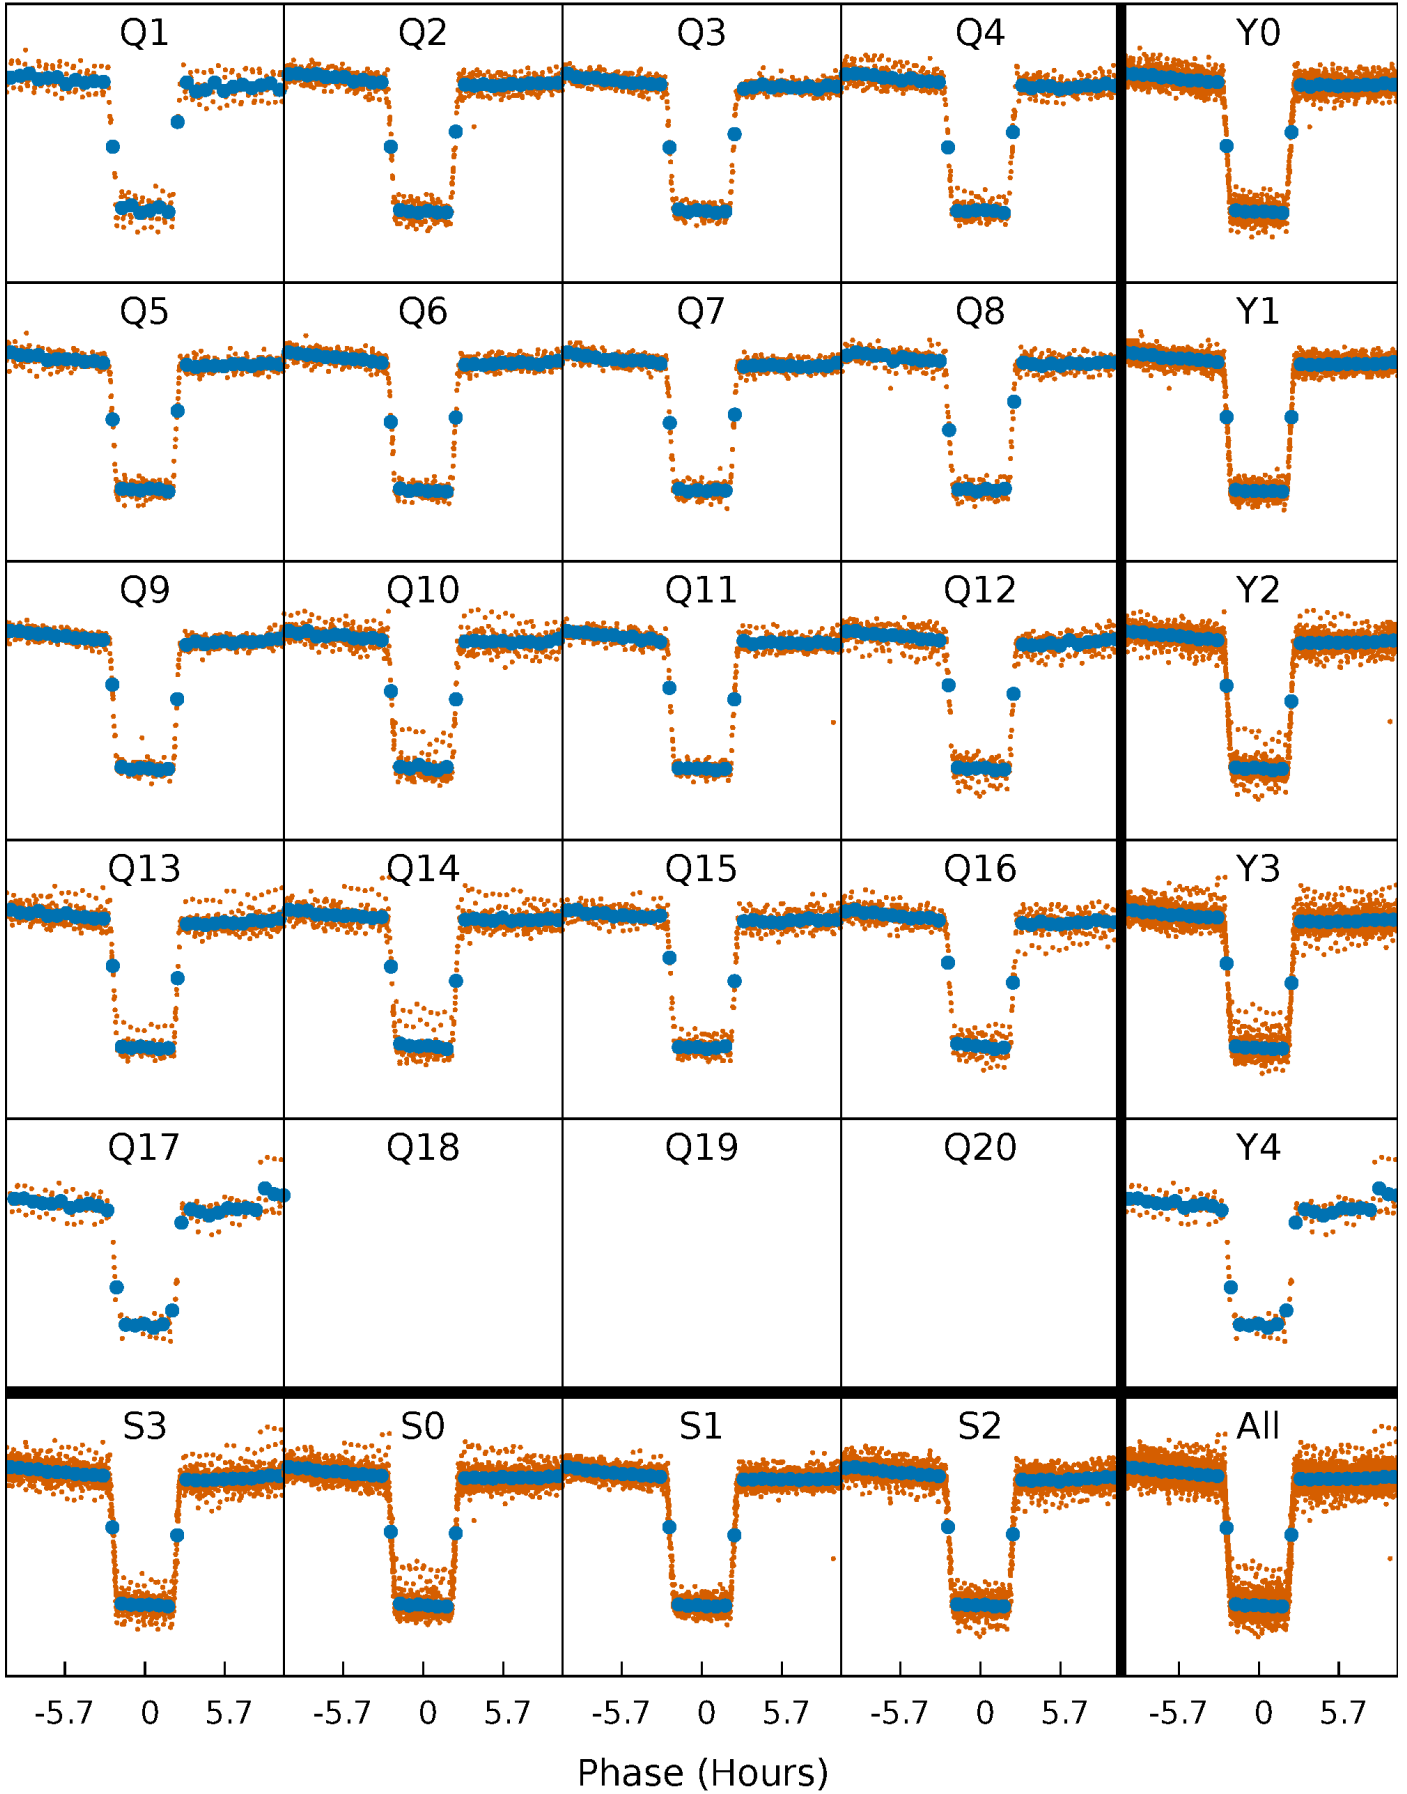 Q1 Q2 Q3 Q4 Y0
Q5 Q6 Q7 Q8 Y1
Q9 Q10 Q11 Q12 Y2
Q13 Q14 Q15 Q16 Y3
Q17 Q18 Q19 Q20 Y4
S3 S0 S1 S2 All
-5.7 0 5.7 -5.7 0 5.7 -5.7 0 5.7 -5.7 0 5.7 -5.7 0 5.7
Phase (Hours)